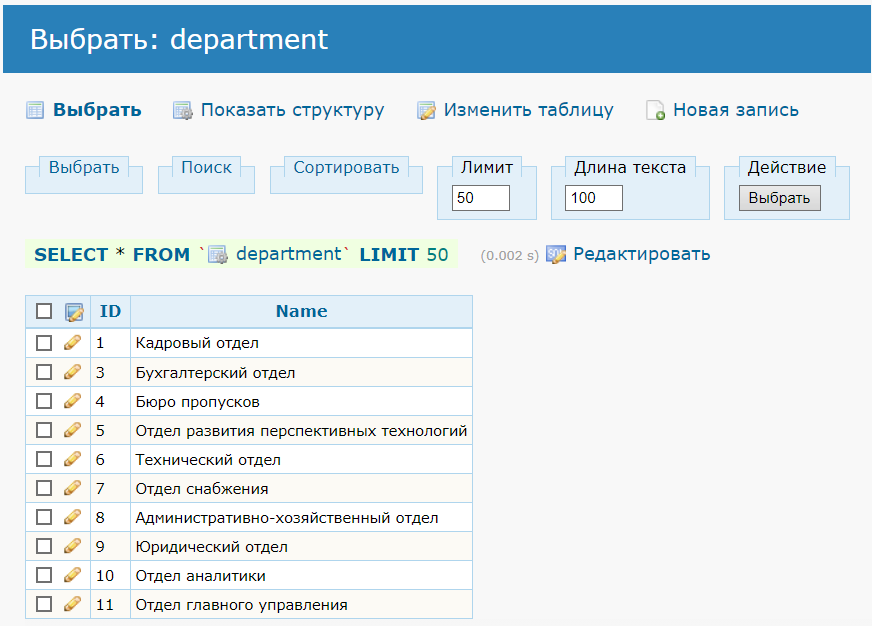 Выбрать: department
Выбрать Показать структуру Изменить таблицу Новая запись
Выбрать Поиск Сортировать Лимит Длина текста Действие
50 100 Выбрать
SELECT * FROM `department` LIMIT 50 (0.002 s) Редактировать
ID Name
1 Кадровый отдел
3 Бухгалтерский отдел
4 Бюро пропусков
5 Отдел развития перспективных технологий
6 Технический отдел
7 Отдел снабжения
8 Административно-хозяйственный отдел
9 Юридический отдел
10 Отдел аналитики
11 Отдел главного управления